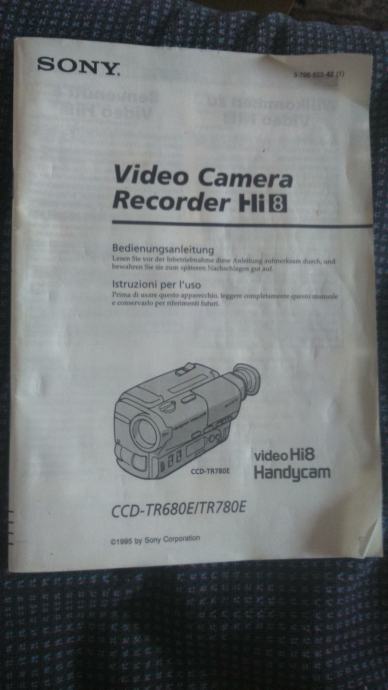 SONY.
Video Camera
Recorder Hi8
Bedienungsanleitung
Lesen Sie vor der Inbetriebnahme diese Anleitung aufmerksam durch, und
bewahren Sie sie zum späteren Nachschlagen gut auf.
Istruzioni per l'uso
Prima di usare questo apparecchio, leggere completamente questo manuale
e conservarlo per riferimenti futuri.
CCD-TR780E
video Hi8
Handycam
CCD-TR680E/TR780E
©1995 by Sony Corporation